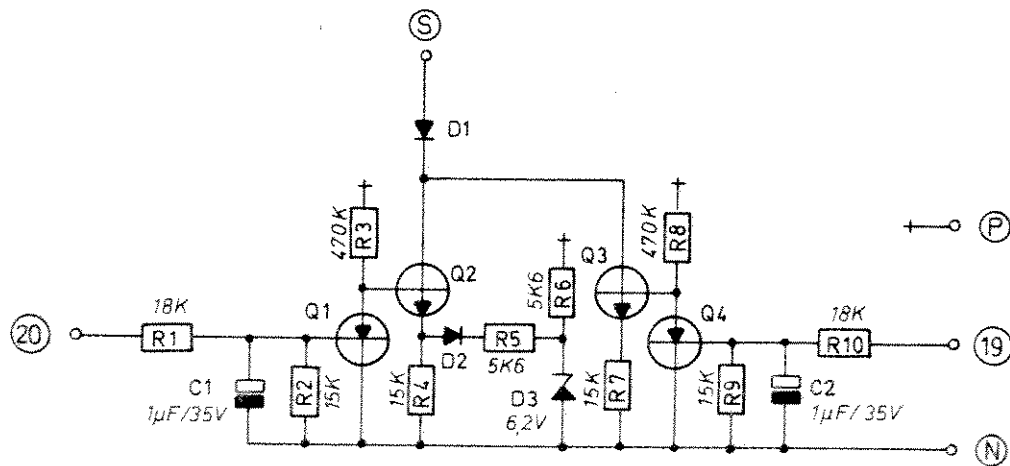 S
D1
470K
R3
470K
R8
P
Q2
Q3
5K6
R6
18K
Q1
Q4
18K
20
R1
R10
19
D2
R5
5K6
C1
1µF/35V
R2
15K
15K
R4
D3
6,2V
15K
R7
15K
R9
C2
1µF/35V
N